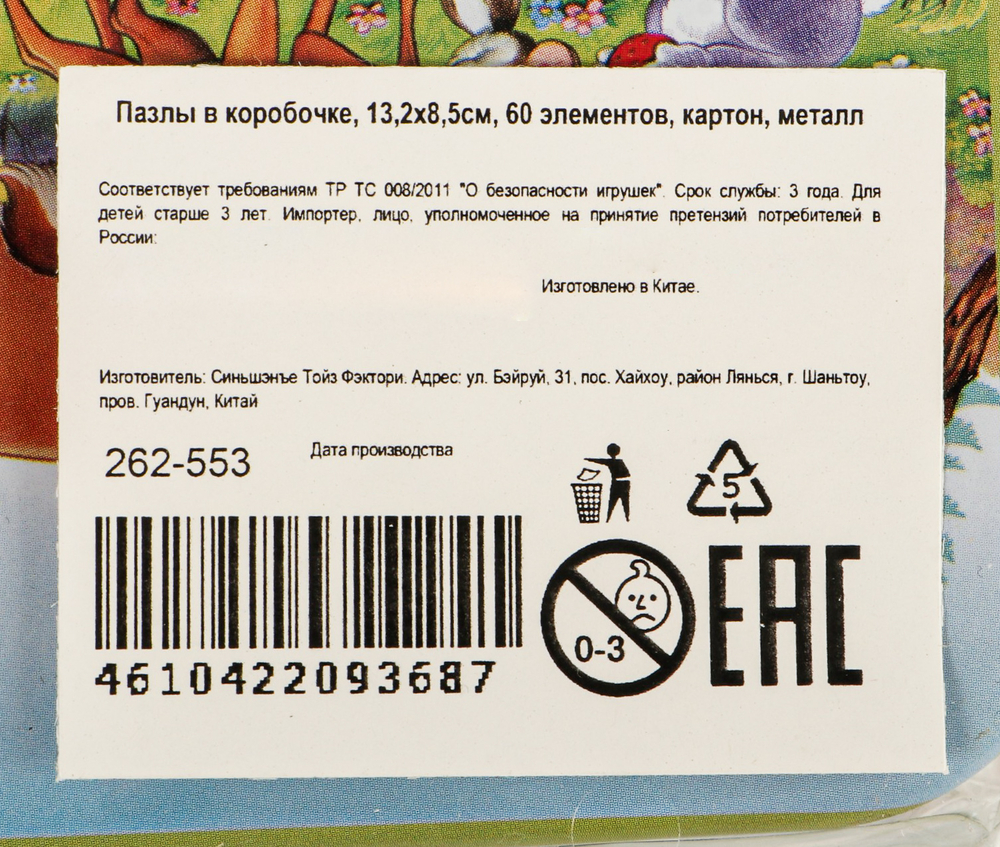 Пазлы в коробочке, 13,2х8,5см, 60 элементов, картон, металл
Соответствует требованиям ТР ТС 008/2011 "О безопасности игрушек". Срок службы: 3 года. Для
детей старше 3 лет. Импортер, лицо, уполномоченное на принятие претензий потребителей в
России:
Изготовлено в Китае.
Изготовитель: Синьшэнъе Тойз Фэктори. Адрес: ул. Бэйруй, 31, пос. Хайхоу, район Лянься, г. Шаньтоу,
пров. Гуандун, Китай
262-553
Дата производства
5
0-3
EAC
4610422093687